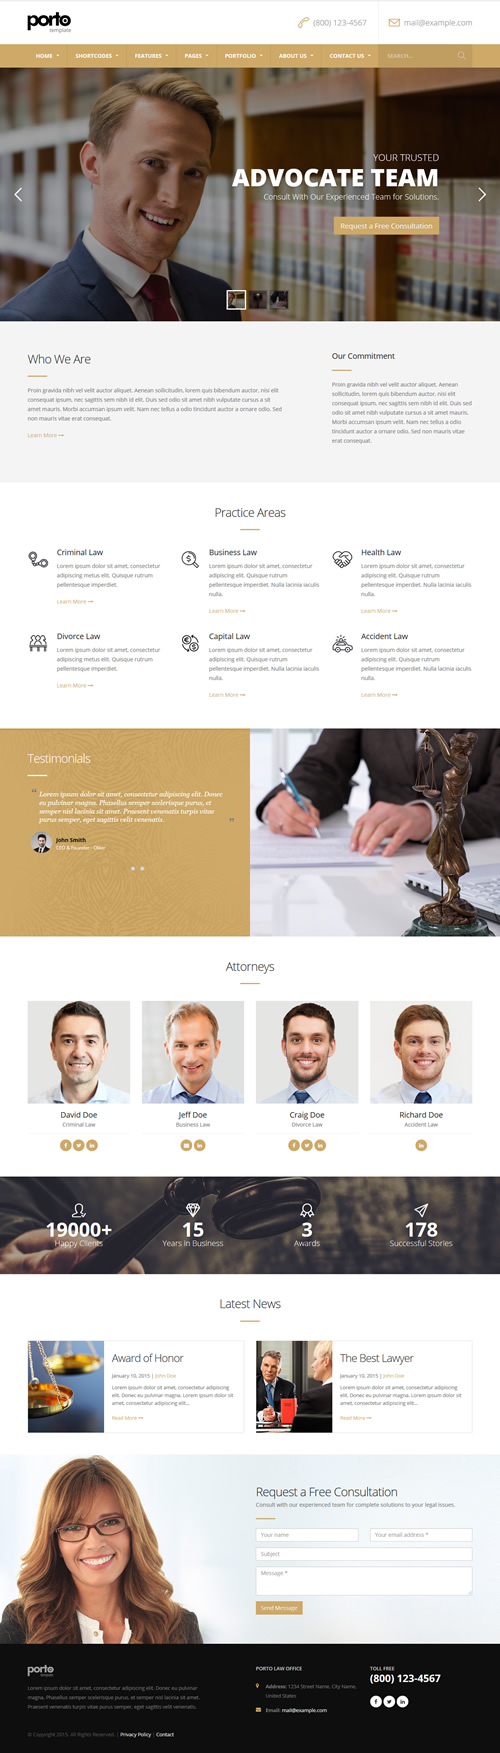 porto
template
(800) 123-4567
mail@example.com
HOME
SHORTCODES
FEATURES
PAGES
PORTFOLIO
ABOUT US
CONTACT US
SEARCH...
YOUR TRUSTED
ADVOCATE TEAM
Consult With Our Experienced Team for Solutions.
Request a Free Consultation
Who We Are
Proin gravida nibh vel velit auctor aliquet. Aenean sollicitudin, lorem quis bibendum auctor, nisi elit
consequat ipsum, nec sagittis sem nibh id elit. Duis sed odio sit amet nibh vulputate cursus a sit
amet mauris. Morbi accumsan ipsum velit. Nam nec tellus a odio tincidunt auctor a ornare odio. Sed
non mauris vitae erat consequat.
Learn More
Our Commitment
Proin gravida nibh vel velit auctor aliquet.
Aenean sollicitudin, lorem quis bibendum
auctor, nisi elit consequat ipsum, nec
sagittis sem nibh id elit. Duis sed
odio sit amet nibh vulputate cursus a sit amet mauris.
Morbi accumsan ipsum velit. Nam nec tellus a odio
tincidunt auctor a ornare odio. Sed non mauris vitae
erat consequat.
Practice Areas
Criminal Law
Lorem ipsum dolor sit amet, consectetur
adipiscing metus elit. Quisque rutrum
pellentesque imperdiet.
Learn More
Business Law
Lorem ipsum dolor sit amet, consectetur
adipiscing elit. Quisque rutrum
pellentesque imperdiet. Nulla lacinia iaculis
nulla.
Learn More
Health Law
Lorem ipsum dolor sit amet, consectetur
adipiscing elit. Quisque rutrum
pellentesque imperdiet. Nulla lacinia iaculis
nulla.
Learn More
Divorce Law
Lorem ipsum dolor sit amet, consectetur
adipiscing metus elit. Quisque rutrum
pellentesque imperdiet.
Learn More
Capital Law
Lorem ipsum dolor sit amet, consectetur
adipiscing elit. Quisque rutrum
pellentesque imperdiet. Nulla lacinia iaculis
nulla.
Learn More
Accident Law
Lorem ipsum dolor sit amet, consectetur
adipiscing elit. Quisque rutrum
pellentesque imperdiet. Nulla lacinia iaculis
nulla.
Learn More
Testimonials
“ Lorem ipsum dolor sit amet, consectetur adipiscing elit. Donec
eu pulvinar magna. Phasellus semper scelerisque purus, et
semper nisl lacinia sit amet. Praesent venenatis turpis vitae
purus semper, eget sagittis velit venenatis. ”
John Smith
CEO & Founder - Okler
Attorneys
David Doe
Criminal Law
Jeff Doe
Business Law
Craig Doe
Divorce Law
Richard Doe
Accident Law
19000+
Happy Clients
15
Years In Business
3
Awards
178
Successful Stories
Latest News
Award of Honor
January 10, 2015 | John Doe
Lorem ipsum dolor sit amet, consectetur adipiscing
elit. Donec eu pulvinar magna. Lorem ipsum dolor sit
amet, consectetur adipiscing elit...
Read More
The Best Lawyer
January 10, 2015 | John Doe
Lorem ipsum dolor sit amet, consectetur adipiscing
elit. Donec eu pulvinar magna. Lorem ipsum dolor sit
amet, consectetur adipiscing elit...
Read More
Request a Free Consultation
Consult with our experienced team for complete solutions to your legal issues.
Your name
Your email address *
Subject
Message *
Send Message
porto
template
Lorem ipsum dolor sit amet, consectetur adipiscing elit. Donec eu pulvinar
magna. Phasellus semper scelerisque purus, et semper nisl lacinia sit amet.
Praesent venenatis turpis vitae purus semper, eget sagittis velit venenatis
PORTO LAW OFFICE
Address: 1234 Street Name, City Name,
United States
Email: mail@example.com
TOLL FREE
(800) 123-4567
© Copyright 2015. All Rights Reserved. | Privacy Policy | Contact